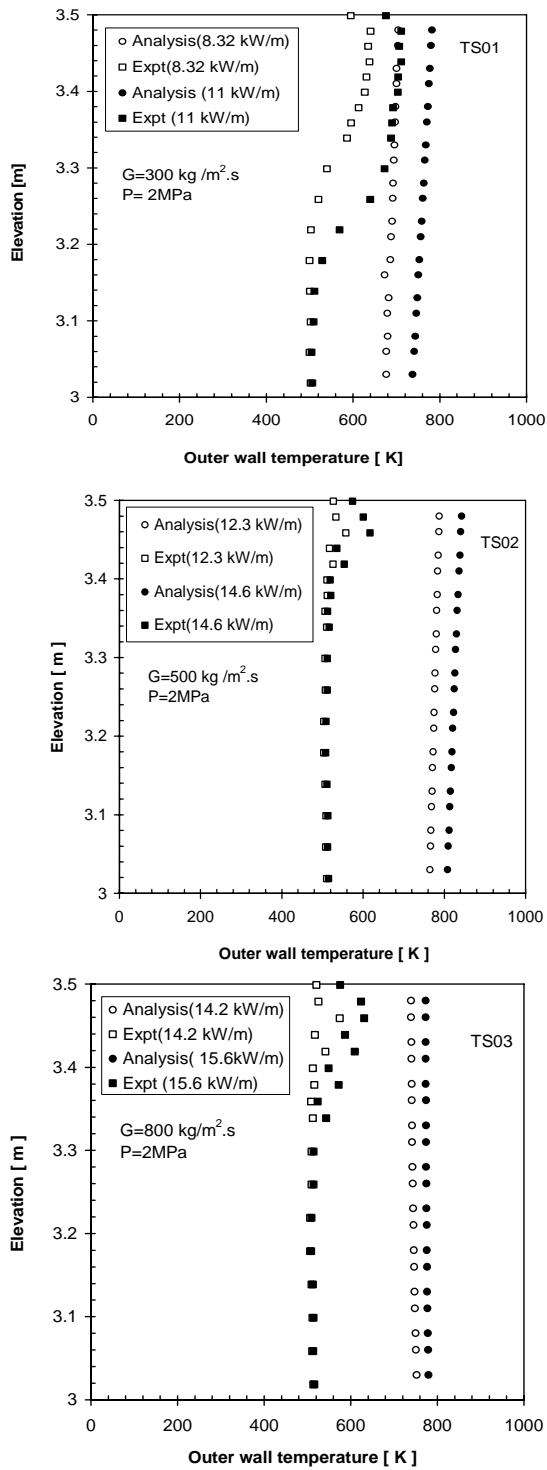 3.5
TS01
Analysis(8.32 kW/m)
Expt(8.32 kW/m)
Analysis (11 kW/m)
Expt (11 kW/m)
3.4
3.3
G=300 kg /m².s
P= 2MPa
Elevation [m]
3.2
3.1
3
0 200 400 600 800 1000
Outer wall temperature [ K]
3.5
TS02
Analysis(12.3 kW/m)
Expt(12.3 kW/m)
Analysis(14.6 kW/m)
Expt(14.6 kW/m)
3.4
3.3
G=500 kg /m².s
P=2MPa
Elevation [ m ]
3.2
3.1
3
0 200 400 600 800 1000
Outer wall temperature [ K ]
3.5
TS03
Analysis(14.2 kW/m)
Expt(14.2 kW/m)
Analysis( 15.6kW/m)
Expt (15.6 kW/m)
3.4
3.3
G=800 kg/m².s
P=2MPa
Elevation [ m ]
3.2
3.1
3
0 200 400 600 800 1000
Outer wall temperature [ K ]